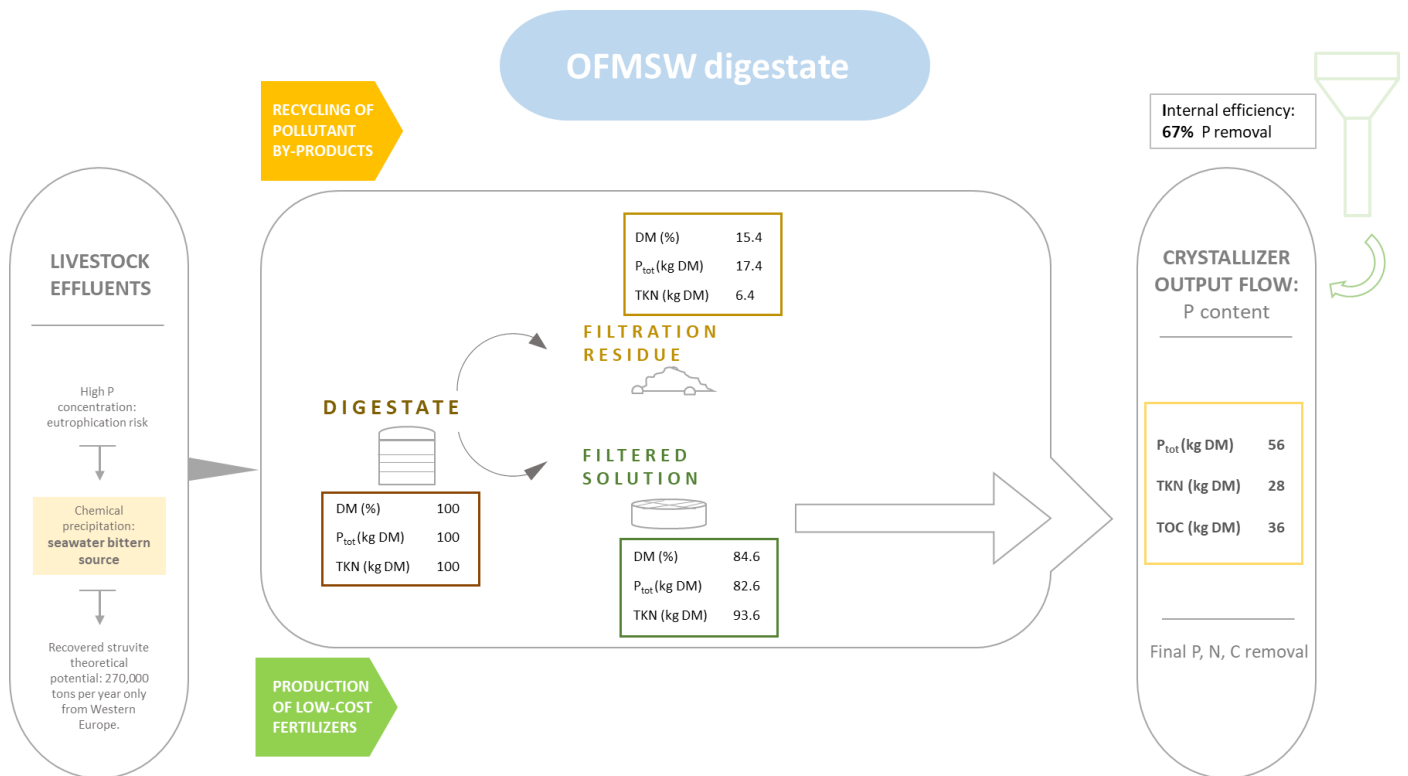 OFMSW digestate
RECYCLING OF
POLLUTANT
BY-PRODUCTS
Internal efficiency:
67% P removal
LIVESTOCK
EFFLUENTS
High P
concentration:
eutrophication risk
Chemical
precipitation:
seawater bittern
source
Recovered struvite
theoretical
potential: 270,000
tons per year only
from Western
Europe.
DM (%) 15.4
Ptot (kg DM) 17.4
TKN (kg DM) 6.4
FILTRATION
RESIDUE
DIGESTATE
DM (%) 100
Ptot (kg DM) 100
TKN (kg DM) 100
FILTERED
SOLUTION
DM (%) 84.6
Ptot (kg DM) 82.6
TKN (kg DM) 93.6
PRODUCTION
OF LOW-COST
FERTILIZERS
CRYSTALLIZER
OUTPUT FLOW:
P content
Ptot (kg DM) 56
TKN (kg DM) 28
TOC (kg DM) 36
Final P, N, C removal